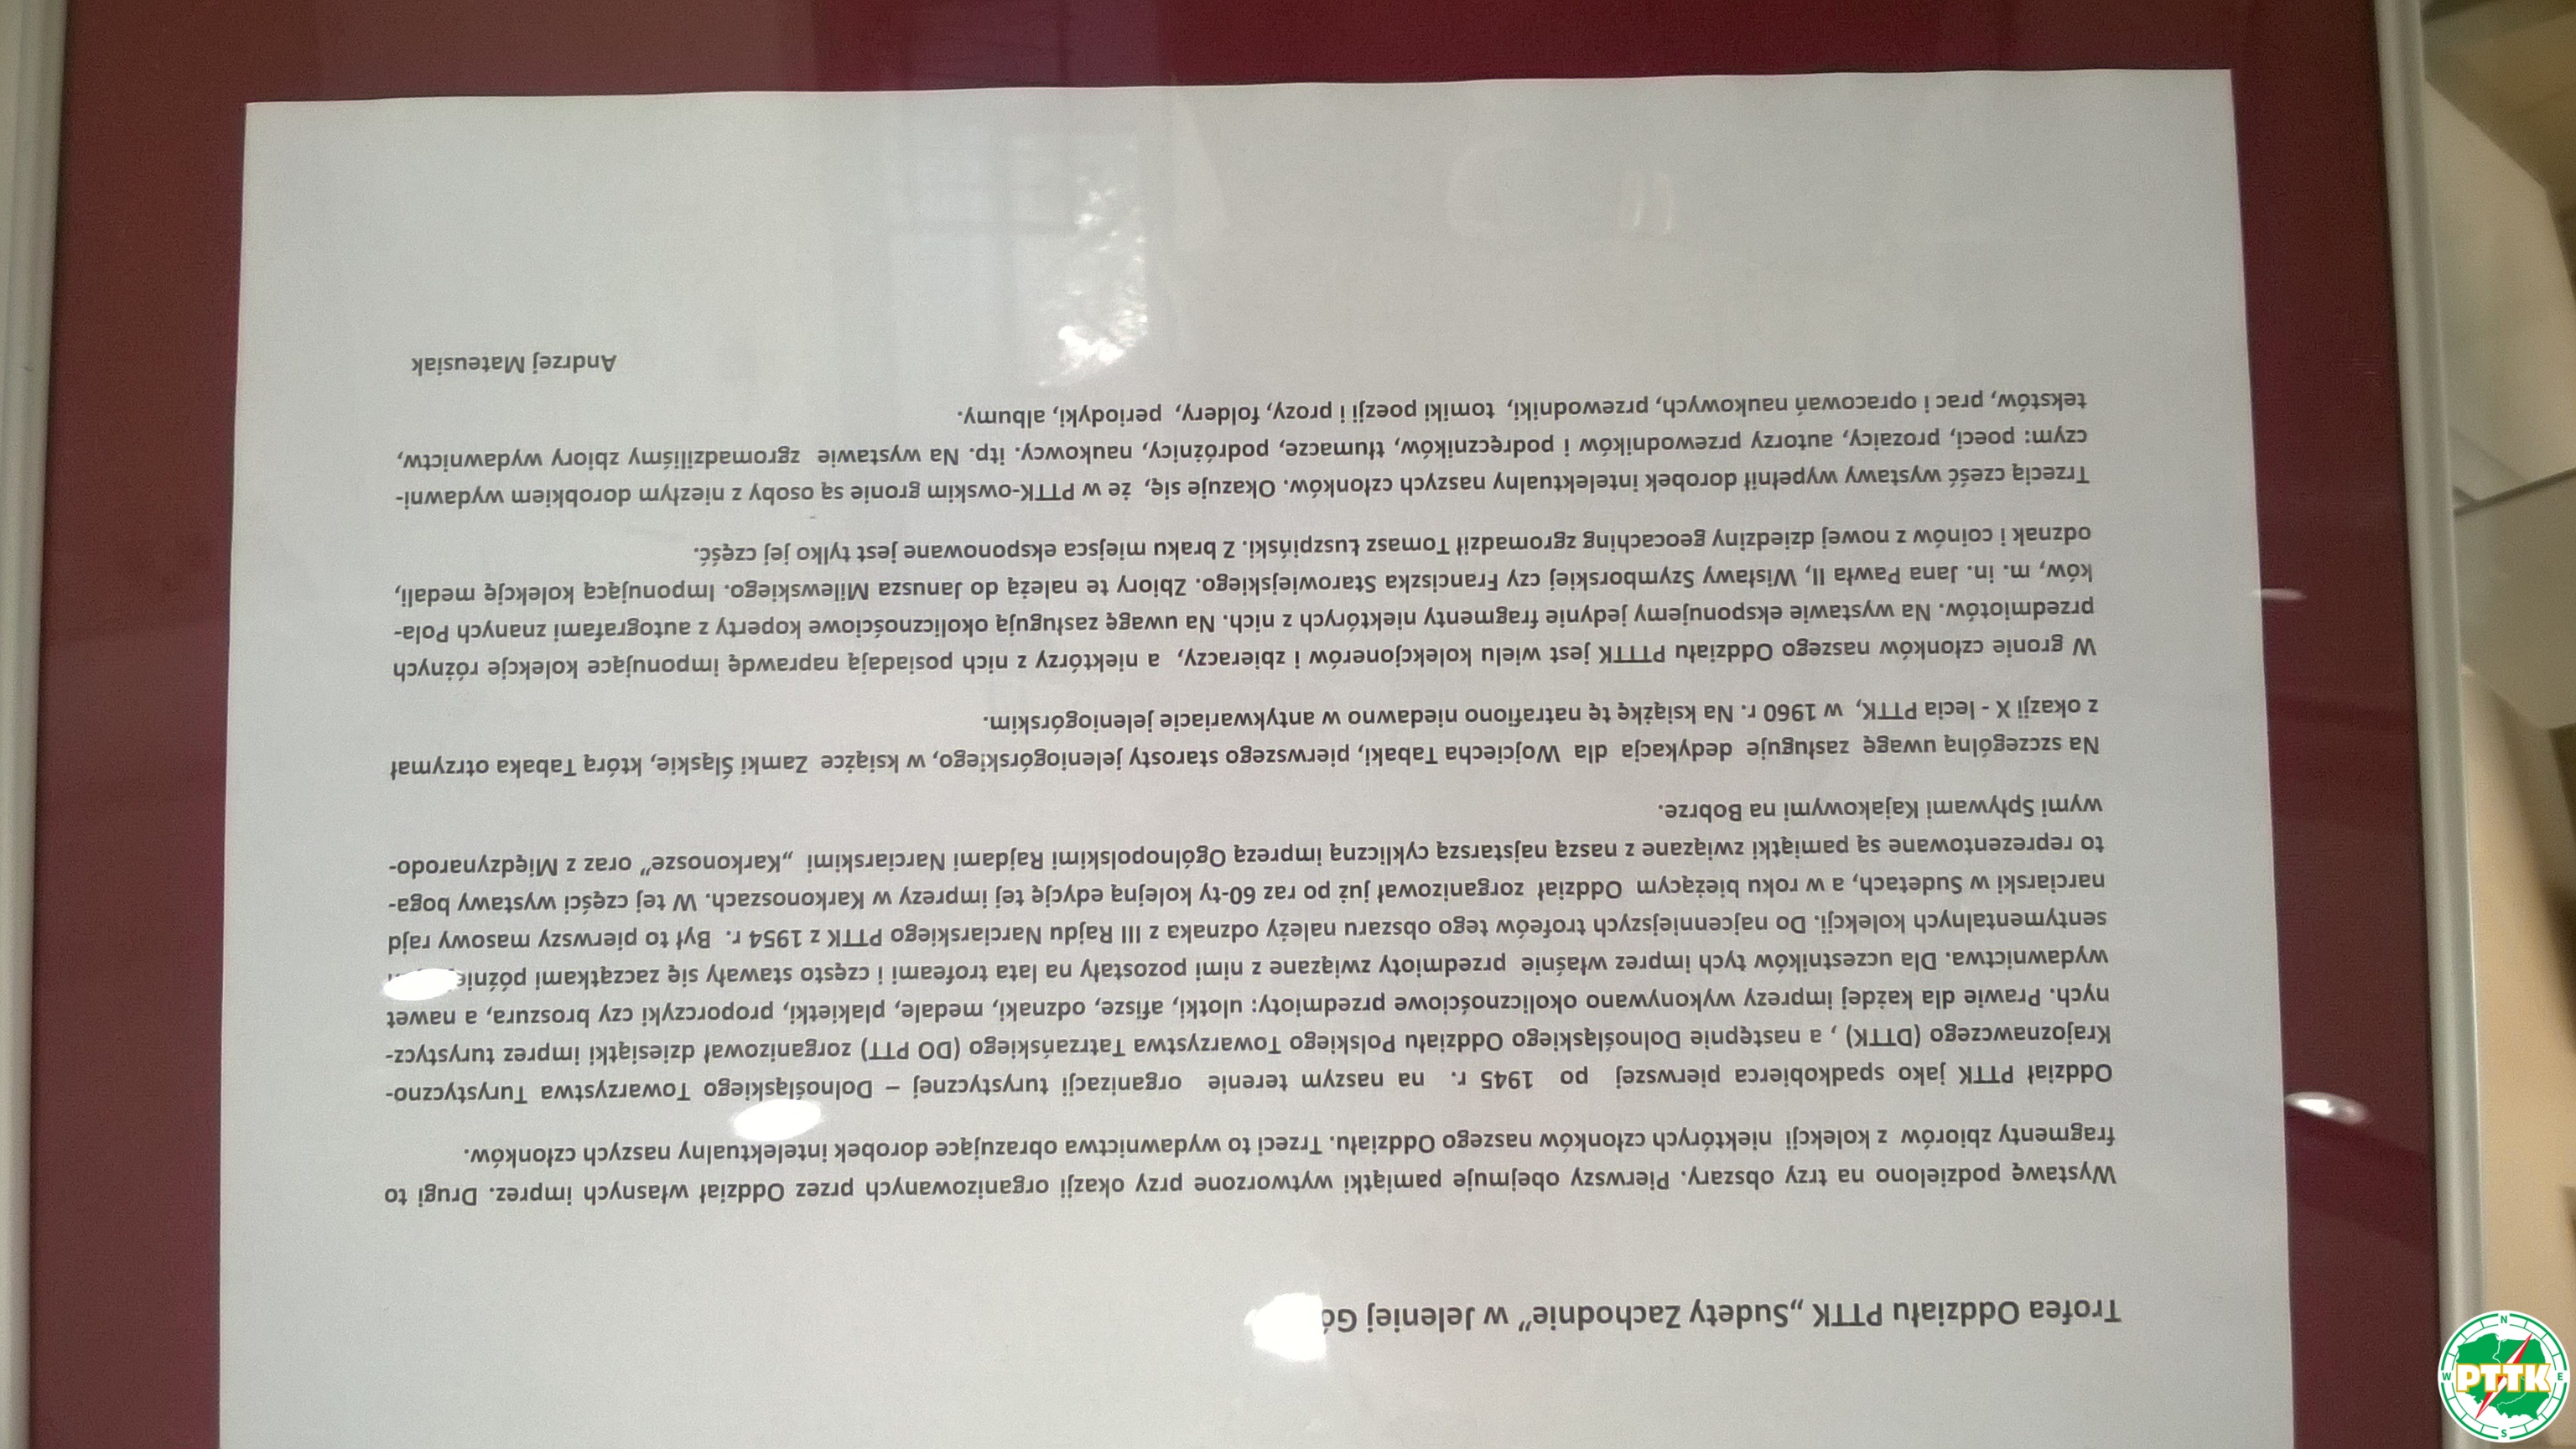 Trofea Oddziału PTTK „Sudety Zachodnie” w Jeleniej
Wystawę podzielono na trzy obszary. Pierwszy obejmuje pamiątki wytworzone przy okazji organizowanych przez Oddział własnych imprez. Drugi to
fragmenty zbiorów z kolekcji niektórych członków naszego Oddziału. Trzeci to wydawnictwa obrazujące dorobek intelektualny naszych członków.
Oddział PTTK jako spadkobierca pierwszej po 1945 r. na naszym terenie organizacji turystycznej – Dolnośląskiego Towarzystwa Turystyczno-
Krajoznawczego (DTTK) , a następnie Dolnośląskiego Oddziału Polskiego Towarzystwa Tatrzańskiego (DO PTT) zorganizował dziesiątki imprez turystycz-
nych. Prawie dla każdej imprezy wykonywano okolicznościowe przedmioty: ulotki, afisze, odznaki, medale, plakietki, proporczyki czy broszura, a nawet
wydawnictwa. Dla uczestników tych imprez właśnie przedmioty związane z nimi pozostały na lata trofeami i często stawały się zaczątkami
sentymentalnych kolekcji. Do najcenniejszych trofeów tego obszaru należy odznaka z III Rajdu Narciarskiego PTTK z 1954 r. Był to pierwszy masowy rajd
narciarski w Sudetach, a w roku bieżącym Oddział zorganizował już po raz 60-ty kolejną edycję tej imprezy w Karkonoszach. W tej części wystawy boga-
to reprezentowane są pamiątki związane z naszą najstarszą cykliczną imprezą Ogólnopolskimi Rajdami Narciarskimi „Karkonosze” oraz z Międzynarodo-
wymi Spływami Kajakowymi na Bobrze.
Na szczególną uwagę zasługuje dedykacja dla Wojciecha Tabaki, pierwszego starosty jeleniogórskiego, w książce Zamki Śląskie, którą Tabaka otrzymał
z okazji X - lecia PTTK, w 1960 r. Na książkę tę natrafiono niedawno w antykwariacie jeleniogórskim.
W gronie członków naszego Oddziału PTTTK jest wielu kolekcjonerów i zbieraczy, a niektórzy z nich posiadają naprawdę imponujące kolekcje różnych
przedmiotów. Na wystawie eksponujemy jedynie fragmenty niektórych z nich. Na uwagę zasługują okolicznościowe koperty z autografami znanych Pola-
ków, m. in. Jana Pawła II, Wisławy Szymborskiej czy Franciszka Starowiejskiego. Zbiory te należą do Janusza Milewskiego. Imponującą kolekcję medali,
odznak i coinów z nowej dziedziny geocaching zgromadził Tomasz Łuszpiński. Z braku miejsca eksponowane jest tylko jej część.
Trzecią cześć wystawy wypełnił dorobek intelektualny naszych członków. Okazuje się, że w PTTK-owskim gronie są osoby z niezłym dorobkiem wydawni-
czym: poeci, prozaicy, autorzy przewodników i podręczników, tłumacze, podróżnicy, naukowcy. itp. Na wystawie zgromadziliśmy zbiory wydawnictw,
tekstów, prac i opracowań naukowych, przewodniki, tomiki poezji i prozy, foldery, periodyki, albumy.
Andrzej Mateusiak
N
W PTTK E
S